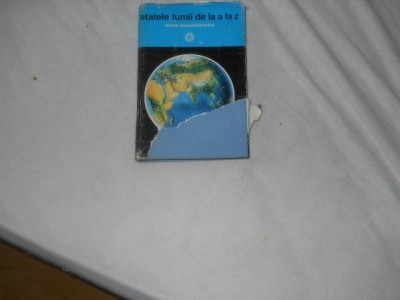 statele lumii de la a la z